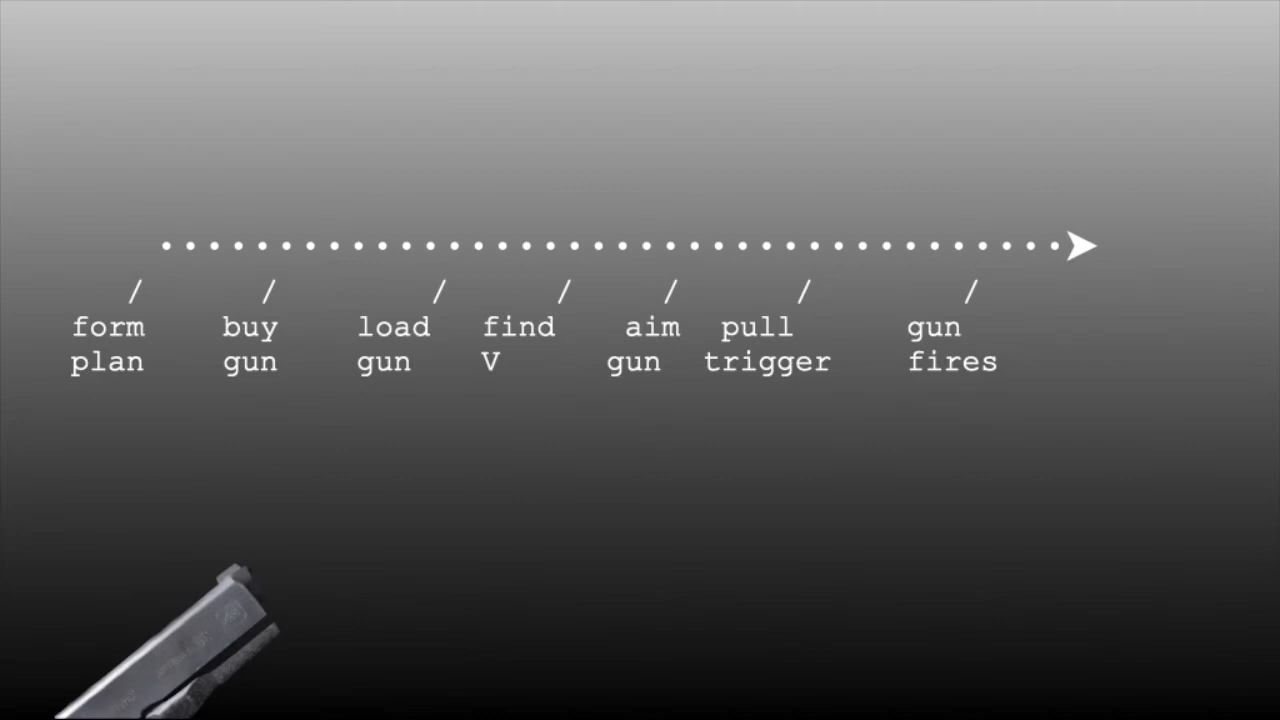 / / / / / / /
form buy load find aim pull gun
plan gun gun V gun trigger fires